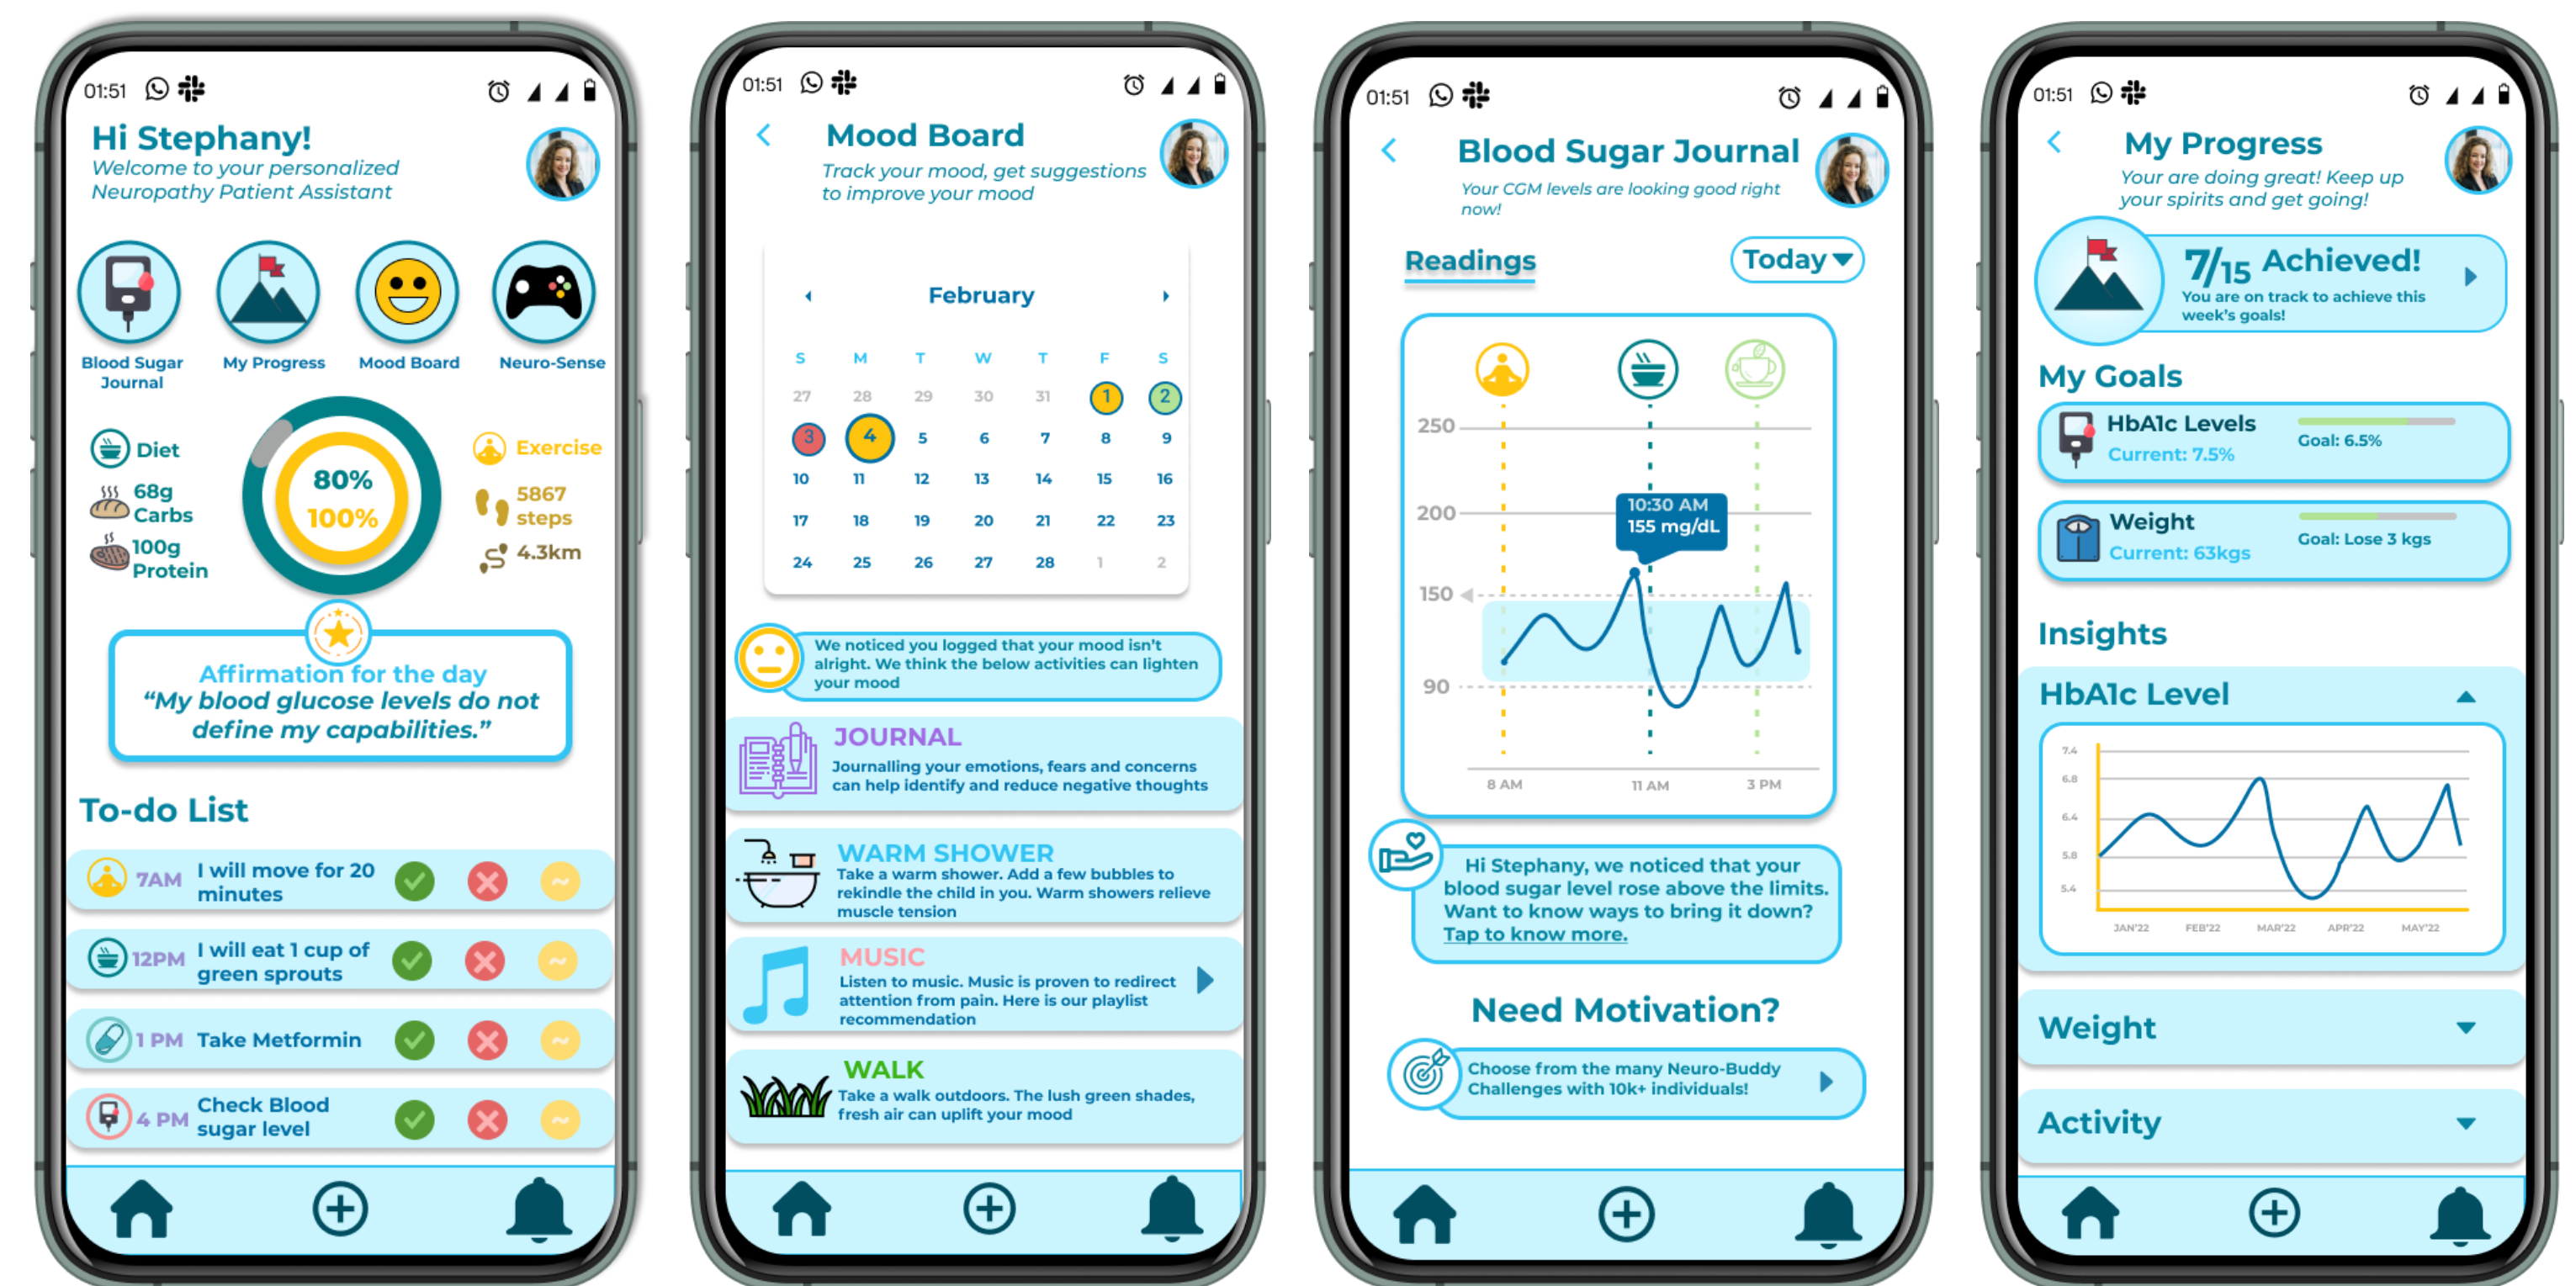 01:51
Hi Stephany!
Welcome to your personalized
Neuropathy Patient Assistant
Blood Sugar
Journal
My Progress
Mood Board
Neuro-Sense
Diet
68g
Carbs
100g
Protein
80%
100%
Exercise
5867
steps
4.3km
Affirmation for the day
“My blood glucose levels do not
define my capabilities.”
To-do List
7AM I will move for 20
minutes
12PM I will eat 1 cup of
green sprouts
1 PM Take Metformin
4 PM Check Blood
sugar level
01:51
Mood Board
Track your mood, get suggestions
to improve your mood
February
S M T W T F S
27 28 29 30 31 1 2
3 4 5 6 7 8 9
10 11 12 13 14 15 16
17 18 19 20 21 22 23
24 25 26 27 28 1 2
We noticed you logged that your mood isn't
alright. We think the below activities can lighten
your mood
JOURNAL
Journalling your emotions, fears and concerns
can help identify and reduce negative thoughts
WARM SHOWER
Take a warm shower. Add a few bubbles to
rekindle the child in you. Warm showers relieve
muscle tension
MUSIC
Listen to music. Music is proven to redirect
attention from pain. Here is our playlist
recommendation
WALK
Take a walk outdoors. The lush green shades,
fresh air can uplift your mood
01:51
Blood Sugar Journal
Your CGM levels are looking good right
now!
Readings
Today
250
200
150
90
10:30 AM
155 mg/dL
8 AM 11 AM 3 PM
Hi Stephany, we noticed that your
blood sugar level rose above the limits.
Want to know ways to bring it down?
Tap to know more.
Need Motivation?
Choose from the many Neuro-Buddy
Challenges with 10k+ individuals!
01:51
My Progress
Your are doing great! Keep up
your spirits and get going!
7/15 Achieved!
You are on track to achieve this
week's goals!
My Goals
HbA1c Levels
Current: 7.5%
Goal: 6.5%
Weight
Current: 63kgs
Goal: Lose 3 kgs
Insights
HbA1c Level
7.4
6.8
6.4
5.8
5.4
JAN'22 FEB'22 MAR'22 APR'22 MAY'22
Weight
Activity